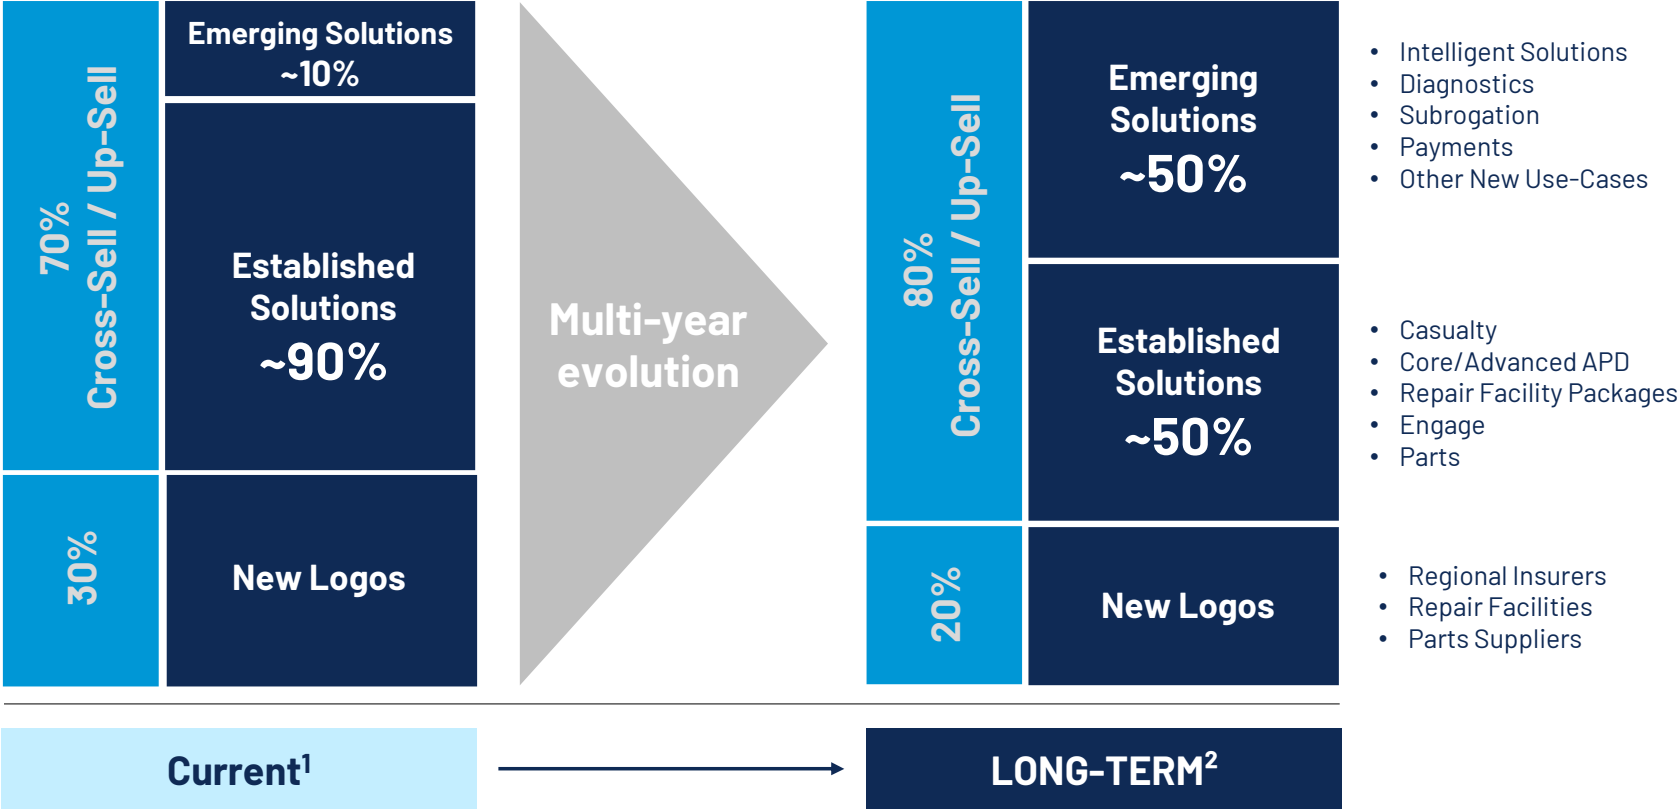 70%
Cross-Sell / Up-Sell
Emerging Solutions
~10%
Established
Solutions
~90%
30%
New Logos
Multi-year
evolution
80%
Cross-Sell / Up-Sell
Emerging
Solutions
~50%
• Intelligent Solutions
• Diagnostics
• Subrogation
• Payments
• Other New Use-Cases
Established
Solutions
~50%
• Casualty
• Core/Advanced APD
• Repair Facility Packages
• Engage
• Parts
20%
New Logos
• Regional Insurers
• Repair Facilities
• Parts Suppliers
Current¹
LONG-TERM²